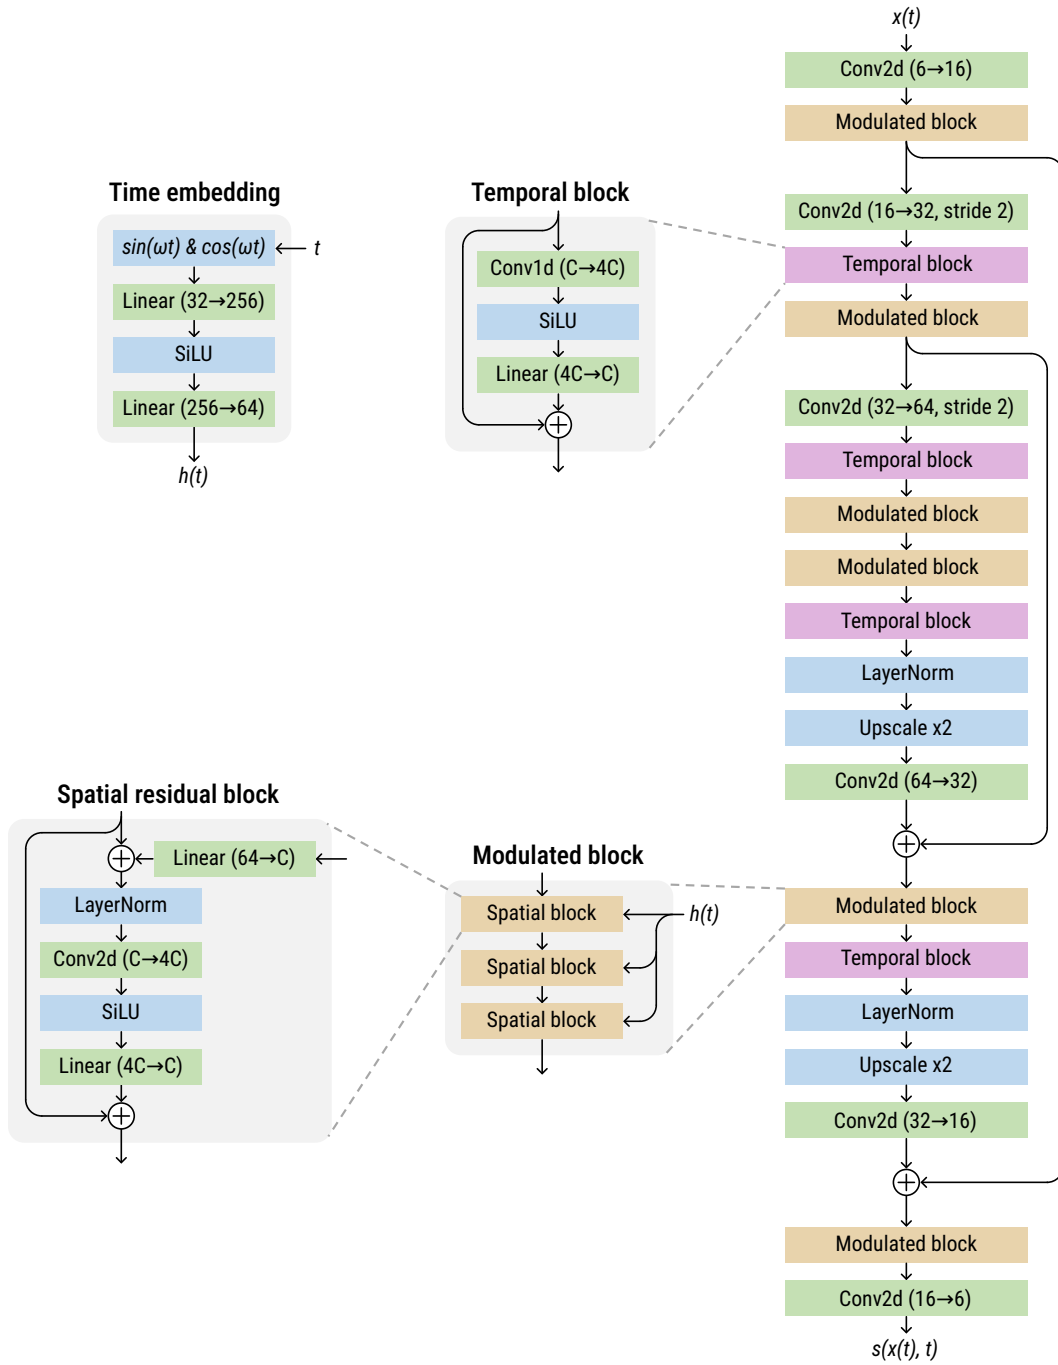 x(t)
Conv2d (6→16)
Modulated block
Conv2d (16→32, stride 2)
Temporal block
Modulated block
Conv2d (32→64, stride 2)
Temporal block
Modulated block
Modulated block
Temporal block
LayerNorm
Upscale x2
Conv2d (64→32)
Modulated block
Temporal block
LayerNorm
Upscale x2
Conv2d (32→16)
Modulated block
Conv2d (16→6)
s(x(t), t)
Time embedding
sin(ωt) & cos(ωt)
t
Linear (32→256)
SiLU
Linear (256→64)
h(t)
Temporal block
Conv1d (C→4C)
SiLU
Linear (4C→C)
Spatial residual block
Linear (64→C)
LayerNorm
Conv2d (C→4C)
SiLU
Linear (4C→C)
Modulated block
Spatial block
h(t)
Spatial block
Spatial block